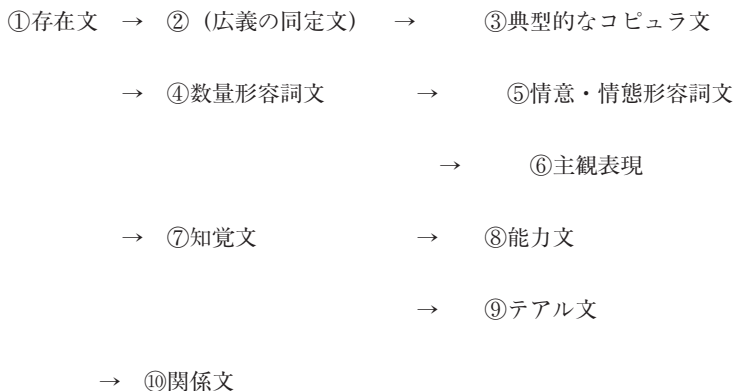 ①存在文 → ②（広義の同定文） → ③典型的なコピュラ文
→ ④数量形容詞文 → ⑤情意・情態形容詞文
→ ⑥主観表現
→ ⑦知覚文 → ⑧能力文
→ ⑨テアル文
→ ⑩関係文